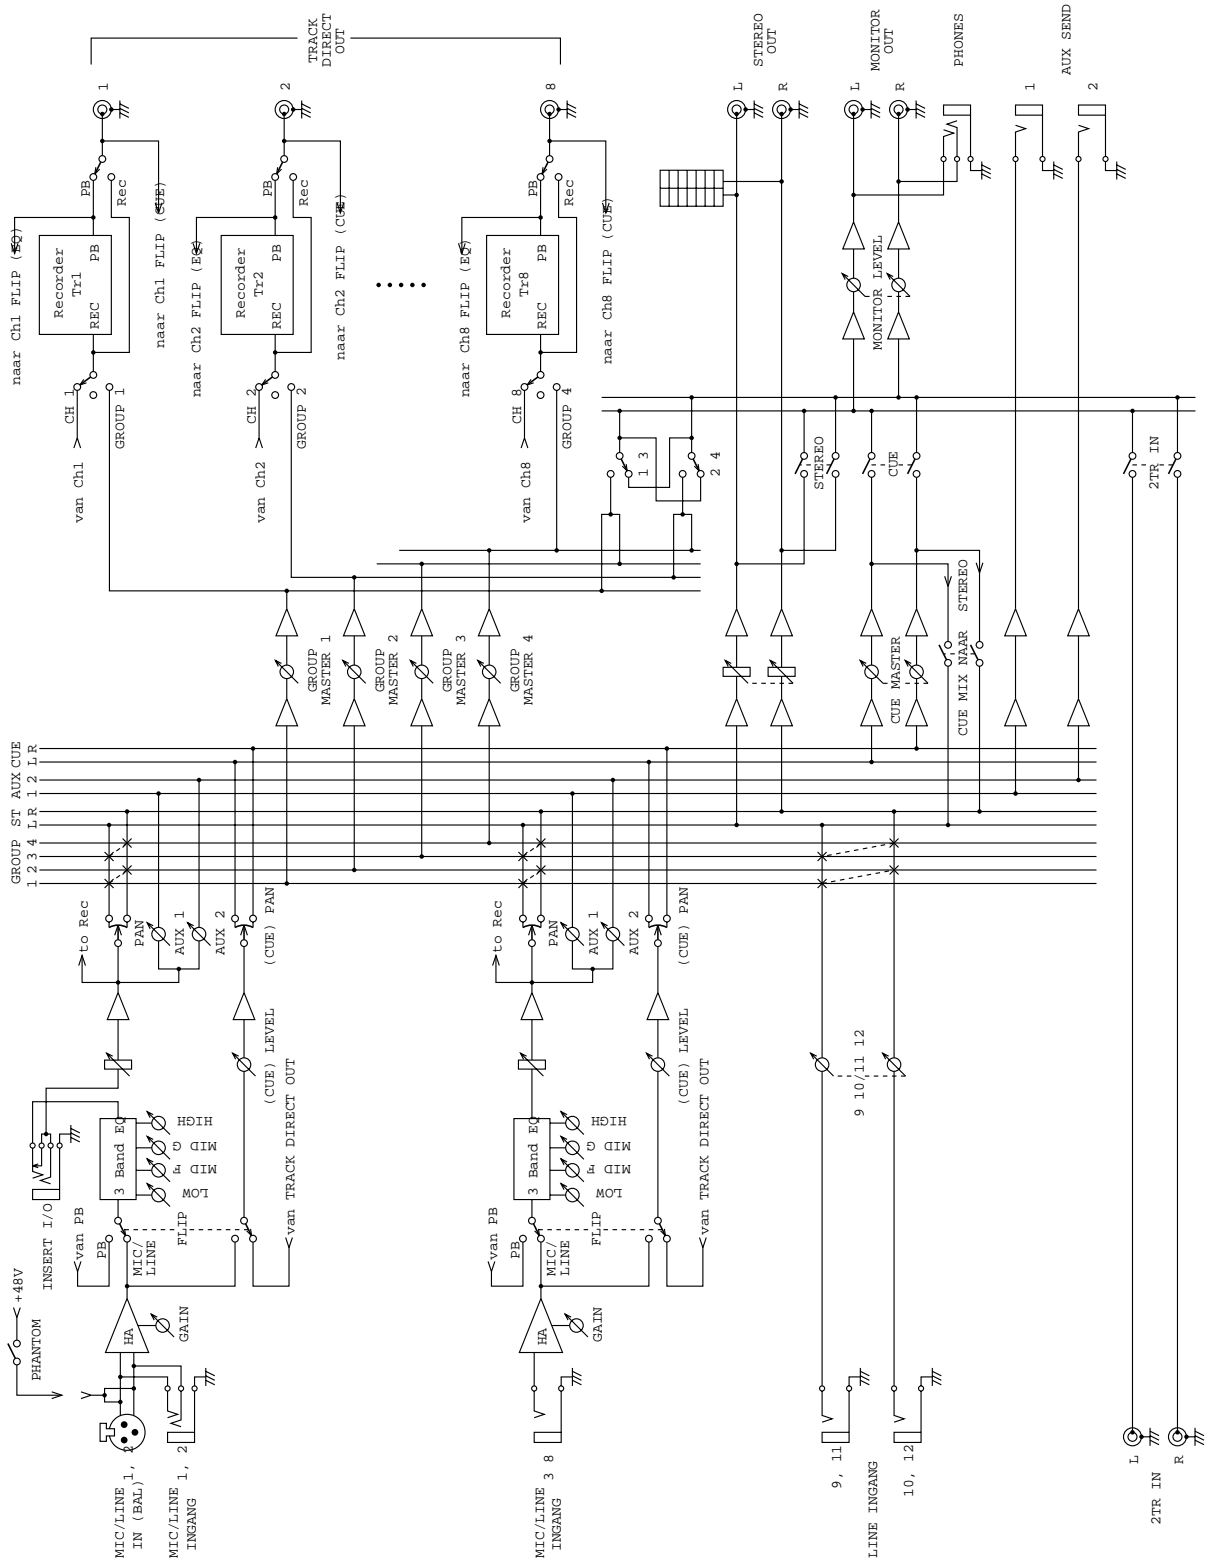 TRACK
DIRECT
OUT
1
2
8
STEREO
OUT
L
R
MONITOR
OUT
L
R
PHONES
AUX SEND
1
2
PB
Rec
naar Ch1 FLIP (EQ)
Recorder
Tr1
REC
PB
naar Ch1 FLIP (CUE)
PB
Rec
naar Ch2 FLIP (EQ)
Recorder
Tr2
REC
PB
naar Ch2 FLIP (CUE)
PB
Rec
naar Ch8 FLIP (EQ)
Recorder
Tr8
REC
PB
naar Ch8 FLIP (CUE)
MONITOR LEVEL
CH 1
GROUP 1
van Ch1
CH 2
GROUP 2
van Ch2
CH 8
GROUP 4
van Ch8
1 3
2 4
STEREO
CUE
2TR IN
GROUP
MASTER 1
GROUP
MASTER 2
GROUP
MASTER 3
GROUP
MASTER 4
CUE MASTER
CUE MIX NAAR STEREO
GROUP ST AUX CUE
1 2 3 4 L R 1 2 L R
to Rec
PAN
AUX 1
AUX 2
(CUE) PAN
(CUE) LEVEL
to Rec
PAN
AUX 1
AUX 2
(CUE) PAN
(CUE) LEVEL
9 10/11 12
INSERT I/O
3 Band EQ
HIGH
MID G
MID F
LOW
van TRACK DIRECT OUT
3 Band EQ
HIGH
MID G
MID F
LOW
van TRACK DIRECT OUT
van PB
PB
MIC/
LINE
FLIP
van PB
PB
MIC/
LINE
FLIP
+48V
PHANTOM
HA
GAIN
HA
GAIN
MIC/LINE 1, 2
IN (BAL)
MIC/LINE 1, 2
INGANG
MIC/LINE 3 8
INGANG
9, 11
LINE INGANG
10, 12
L
2TR IN
R